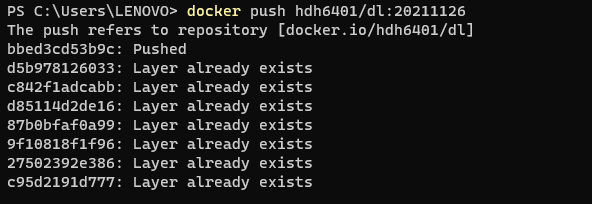 PS C:\Users\LENOVO> docker push hdh6401/dl:20211126
The push refers to repository [docker.io/hdh6401/dl]
bbed3cd53b9c: Pushed
d5b978126033: Layer already exists
c842f1adcabb: Layer already exists
d85114d2de16: Layer already exists
87b0bfaf0a99: Layer already exists
9f10818f1f96: Layer already exists
27502392e386: Layer already exists
c95d2191d777: Layer already exists